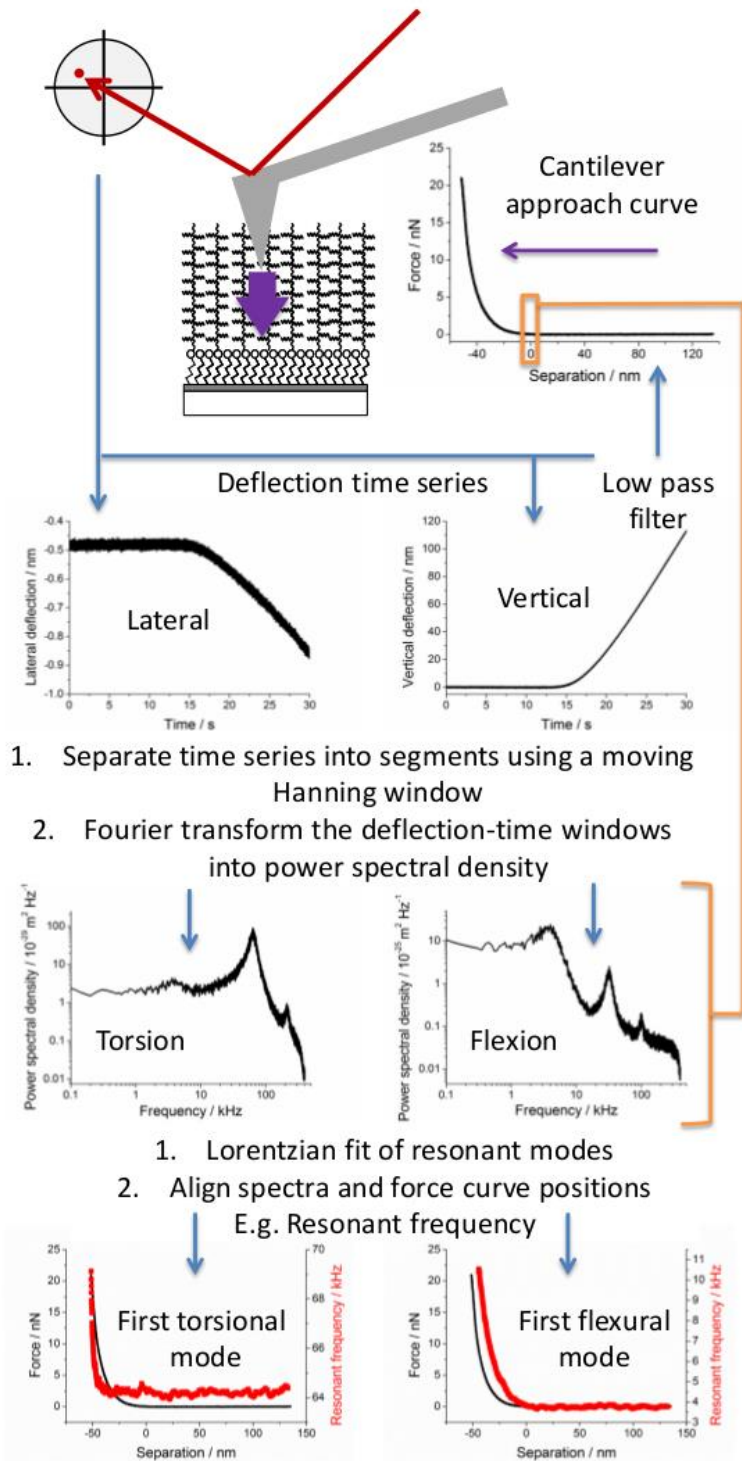 Cantilever
approach curve
Force / nN
25
20
15
10
5
0
-40 0 40 80 120
Separation / nm
Deflection time series
Low pass
filter
Lateral deflection / nm
-0.4
-0.5
-0.6
-0.7
-0.8
-0.9
-1.0
Lateral
0 5 10 15 20 25 30
Time / s
Vertical deflection / nm
120
100
80
60
40
20
0
Vertical
0 5 10 15 20 25 30
Time / s
1. Separate time series into segments using a moving
Hanning window
2. Fourier transform the deflection-time windows
into power spectral density
Power spectral density / 10⁻²⁹ m² Hz⁻¹
100
10
1
0.1
0.01
Torsion
0.1 1 10 100
Frequency / kHz
Power spectral density / 10⁻²⁵ m² Hz⁻¹
10
1
0.1
0.01
Flexion
0.1 1 10 100
Frequency / kHz
1. Lorentzian fit of resonant modes
2. Align spectra and force curve positions
E.g. Resonant frequency
Force / nN
25
20
15
10
5
0
First torsional
mode
70
68
66
64
Resonant frequency / kHz
-50 0 50 100 150
Separation / nm
Force / nN
25
20
15
10
5
0
First flexural
mode
11
10
9
8
7
6
5
4
3
Resonant frequency / kHz
-50 0 50 100 150
Separation / nm